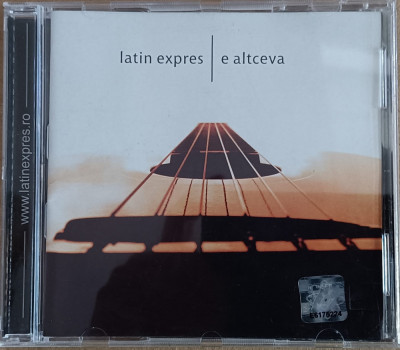 latin expres | e altceva
www.latinexpres.ro